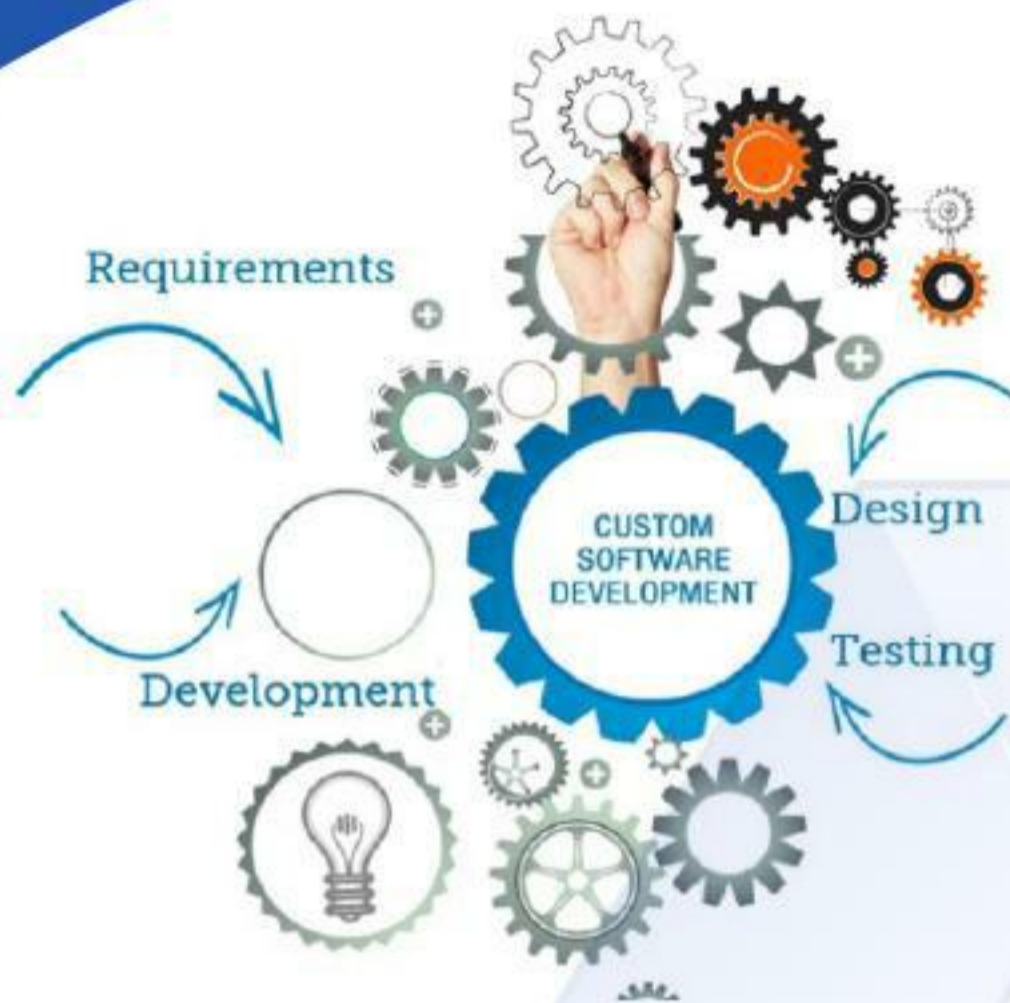 Requirements
CUSTOM
SOFTWARE
DEVELOPMENT
Design
Testing
Development